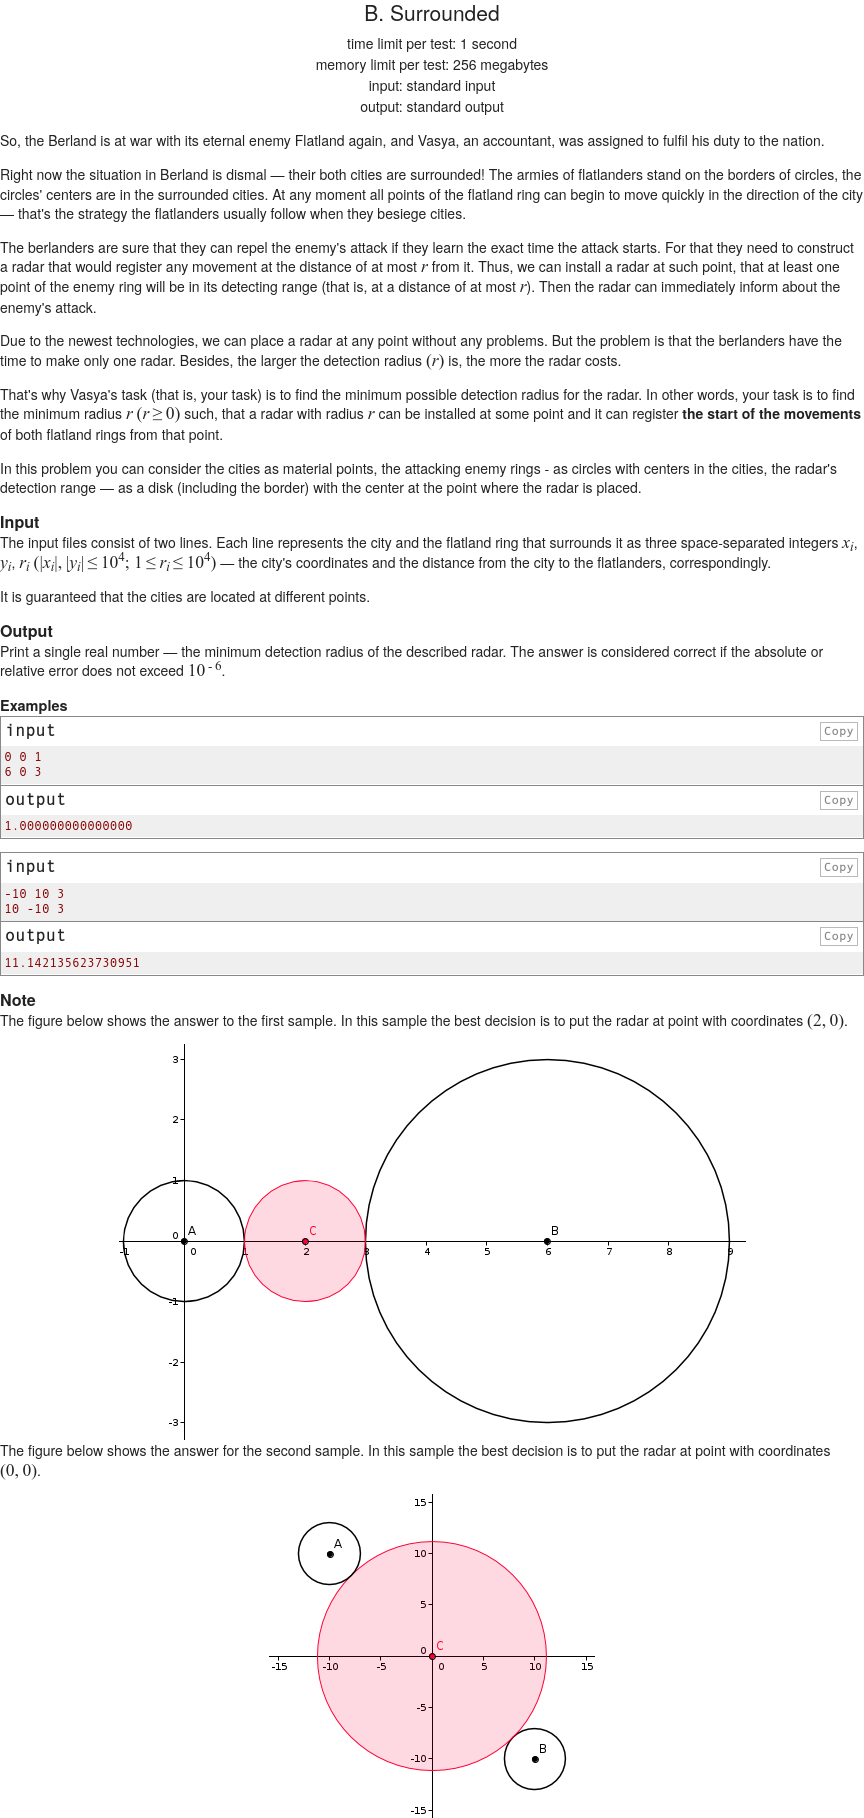 B. Surrounded
time limit per test: 1 second
memory limit per test: 256 megabytes
input: standard input
output: standard output
So, the Berland is at war with its eternal enemy Flatland again, and Vasya, an accountant, was assigned to fulfil his duty to the nation.
Right now the situation in Berland is dismal — their both cities are surrounded! The armies of flatlanders stand on the borders of circles, the
circles' centers are in the surrounded cities. At any moment all points of the flatland ring can begin to move quickly in the direction of the city
— that's the strategy the flatlanders usually follow when they besiege cities.
The berlanders are sure that they can repel the enemy's attack if they learn the exact time the attack starts. For that they need to construct
a radar that would register any movement at the distance of at most r from it. Thus, we can install a radar at such point, that at least one
point of the enemy ring will be in its detecting range (that is, at a distance of at most r). Then the radar can immediately inform about the
enemy's attack.
Due to the newest technologies, we can place a radar at any point without any problems. But the problem is that the berlanders have the
time to make only one radar. Besides, the larger the detection radius (r) is, the more the radar costs.
That's why Vasya's task (that is, your task) is to find the minimum possible detection radius for the radar. In other words, your task is to find
the minimum radius r (r ≥ 0) such, that a radar with radius r can be installed at some point and it can register the start of the movements
of both flatland rings from that point.
In this problem you can consider the cities as material points, the attacking enemy rings - as circles with centers in the cities, the radar's
detection range — as a disk (including the border) with the center at the point where the radar is placed.
Input
The input files consist of two lines. Each line represents the city and the flatland ring that surrounds it as three space-separated integers xi,
yi, ri (|xi|, |yi| ≤ 10^4; 1 ≤ ri ≤ 10^4) — the city's coordinates and the distance from the city to the flatlanders, correspondingly.
It is guaranteed that the cities are located at different points.
Output
Print a single real number — the minimum detection radius of the described radar. The answer is considered correct if the absolute or
relative error does not exceed 10^-6.
Examples
input Copy
0 0 1
6 0 3
output Copy
1.000000000000000
input Copy
-10 10 3
10 -10 3
output Copy
11.142135623730951
Note
The figure below shows the answer to the first sample. In this sample the best decision is to put the radar at point with coordinates (2, 0).
3
2
1
0 A C B
-1 0 1 2 3 4 5 6 7 8 9
-1
-2
-3
The figure below shows the answer for the second sample. In this sample the best decision is to put the radar at point with coordinates
(0, 0).
15
A
10
5
0 C
-15 -10 -5 0 5 10 15
-5
B
-10
-15